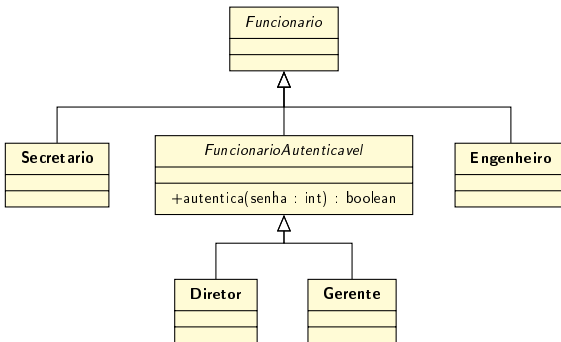 Funcionario
Secretario
FuncionarioAutenticavel
+autentica(senha : int) : boolean
Engenheiro
Diretor
Gerente